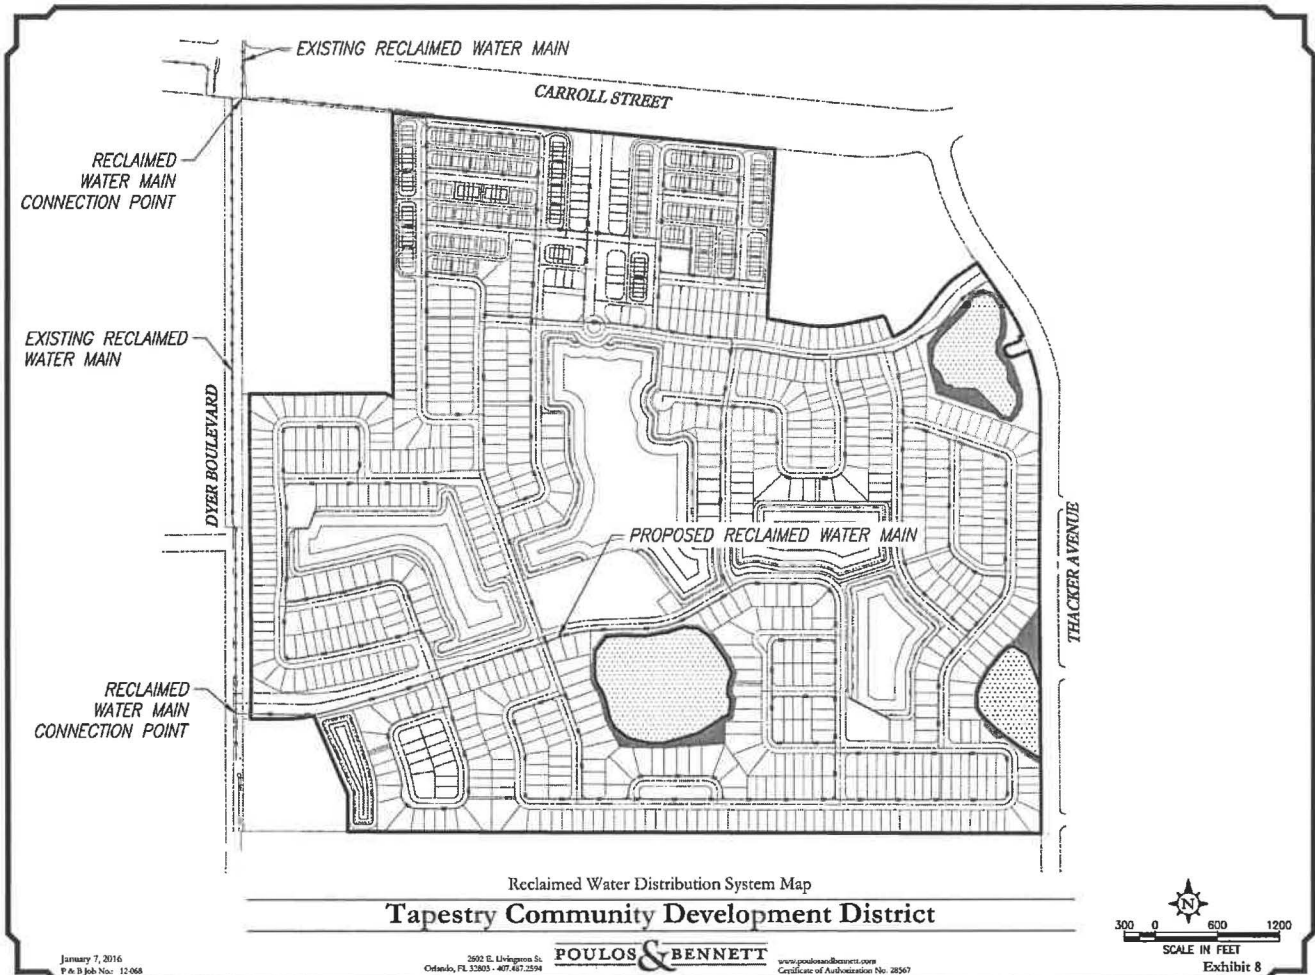 EXISTING RECLAIMED WATER MAIN
CARROLL STREET
RECLAIMED
WATER MAIN
CONNECTION POINT
EXISTING RECLAIMED
WATER MAIN
DYER BOULEVARD
PROPOSED RECLAIMED WATER MAIN
THACKER AVENUE
RECLAIMED
WATER MAIN
CONNECTION POINT
Reclaimed Water Distribution System Map
Tapestry Community Development District
N
300 0 600 1200
SCALE IN FEET
January 7, 2016
P & B Job No.: 12-068
2602 E. Livingston St.
Orlando, FL 32803 - 407.487.2594
POULOS & BENNETT
www.poulosandbennett.com
Certificate of Authorization No. 28567
Exhibit 8